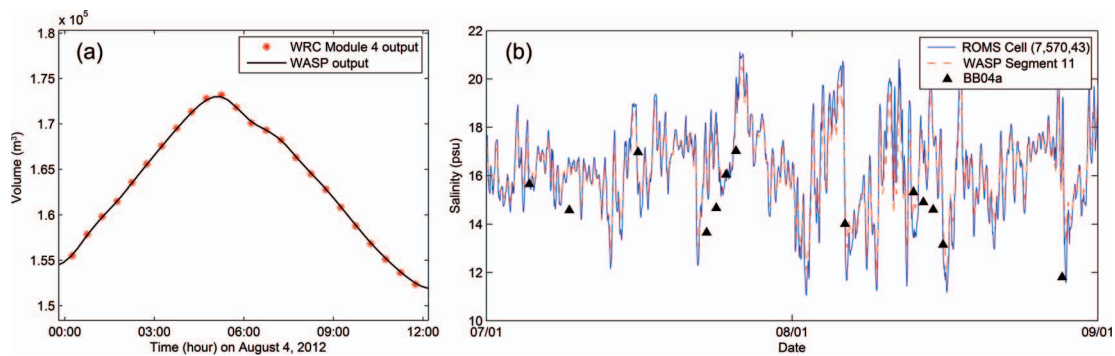 x 10⁵
(a)
WRC Module 4 output
WASP output
1.8
1.75
1.7
1.65
1.6
1.55
1.5
Volume (m³)
00:00 03:00 06:00 09:00 12:00
Time (hour) on August 4, 2012
(b)
ROMS Cell (7,570,43)
WASP Segment 11
BB04a
22
20
18
16
14
12
10
Salinity (psu)
07/01 08/01 09/01
Date